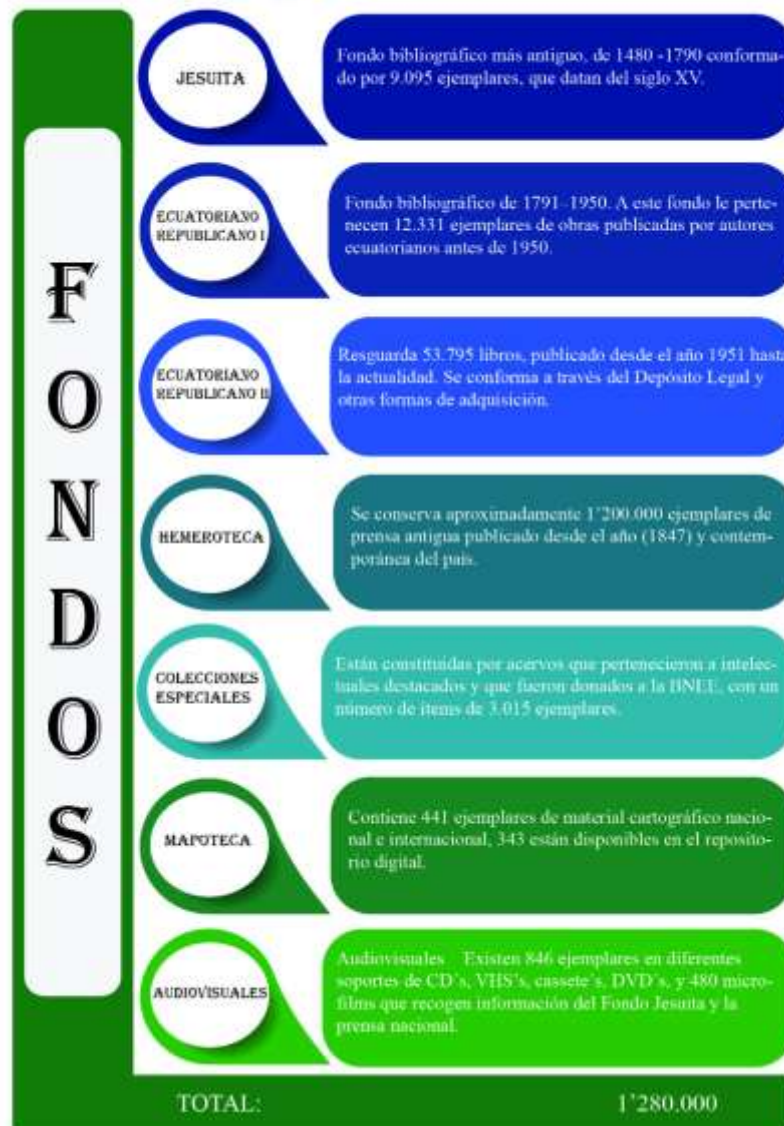 FONDOS
JESUITA
Fondo bibliográfico más antiguo, de 1480 -1790 conforma-
do por 9.095 ejemplares, que datan del siglo XV.
ECUATORIANO
REPUBLICANO I
Fondo bibliográfico de 1791–1950. A este fondo le perte-
necen 12.331 ejemplares de obras publicadas por autores
ecuatorianos antes de 1950.
ECUATORIANO
REPUBLICANO II
Resguarda 53.795 libros, publicado desde el año 1951 hasta
la actualidad. Se conforma a través del Depósito Legal y
otras formas de adquisición.
HEMEROTECA
Se conserva aproximadamente 1’200.000 ejemplares de
prensa antigua publicado desde el año (1847) y contem-
poránea del país.
COLECCIONES
ESPECIALES
Están constituidas por acervos que pertenecieron a intelec-
tuales destacados y que fueron donados a la BNEE, con un
número de items de 3.015 ejemplares.
MAPOTECA
Contiene 441 ejemplares de material cartográfico nacio-
nal e internacional, 343 están disponibles en el reposito-
rio digital.
AUDIOVISUALES
Audiovisuales Existen 846 ejemplares en diferentes
soportes de CD´s, VHS’s, cassete´s, DVD´s, y 480 micro-
films que recogen información del Fondo Jesuita y la
prensa nacional.
TOTAL: 1’280.000